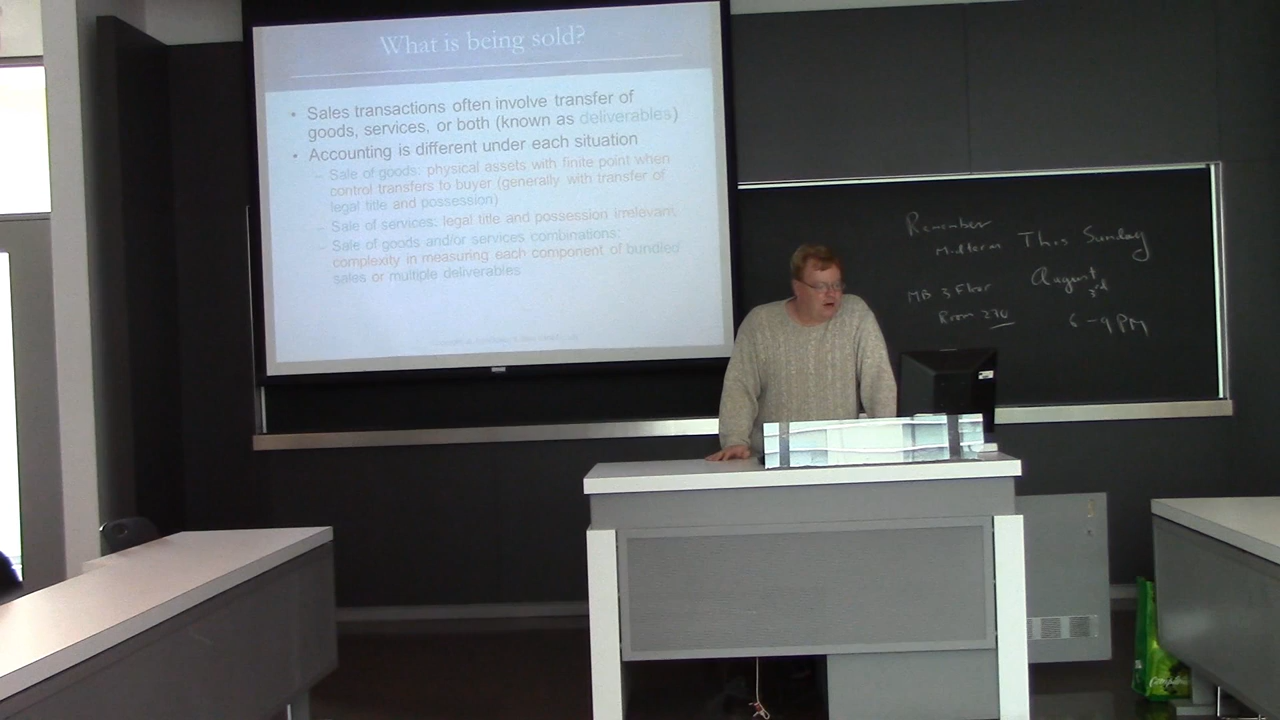 What is being sold?
• Sales transactions often involve transfer of
goods, services, or both (known as deliverables)
• Accounting is different under each situation
– Sale of goods: physical assets with finite point when
control transfers to buyer (generally with transfer of
legal title and possession)
– Sale of services: legal title and possession irrelevant
– Sale of goods and/or services combinations:
complexity in measuring each component of bundled
sales or multiple deliverables
Remember
Midterm This Sunday
August 3rd
MB 3 Floor
Room 270
6-9 PM